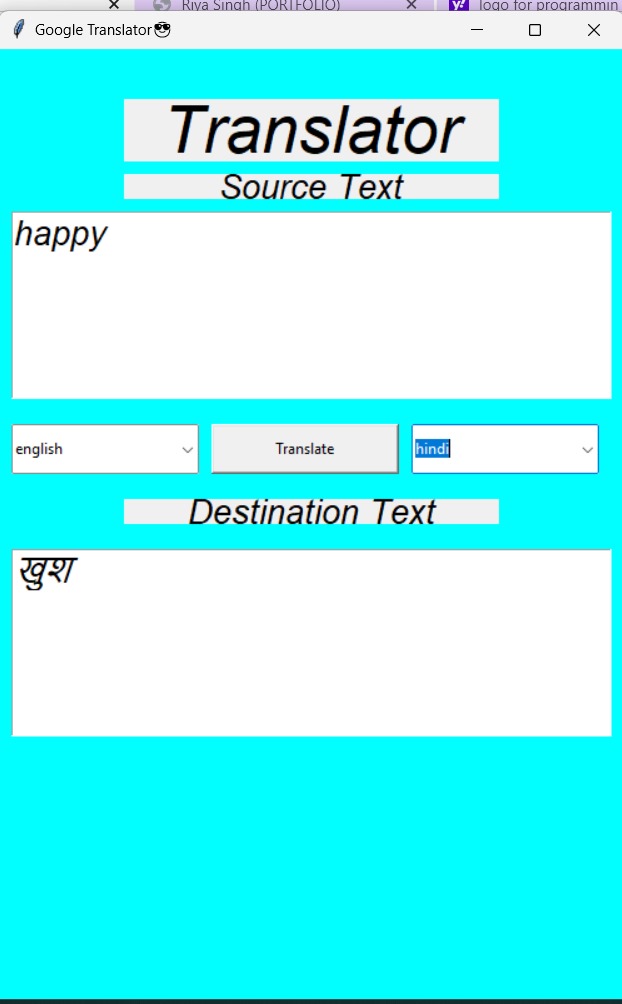 Riya Singh (PORTFOLIO)
logo for programmin
Google Translator😎
Translator
Source Text
happy
english
Translate
hindi
Destination Text
खुश